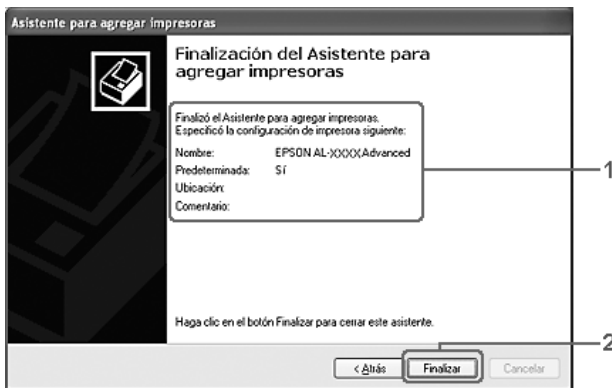 Asistente para agregar impresoras
Finalización del Asistente para
agregar impresoras
Finalizó el Asistente para agregar impresoras.
Especificó la configuración de impresora siguiente:
Nombre: EPSON AL-XXXX Advanced
Predeterminada: Sí
Ubicación:
Comentario:
1
Haga clic en el botón Finalizar para cerrar este asistente.
2
< Atrás Finalizar Cancelar